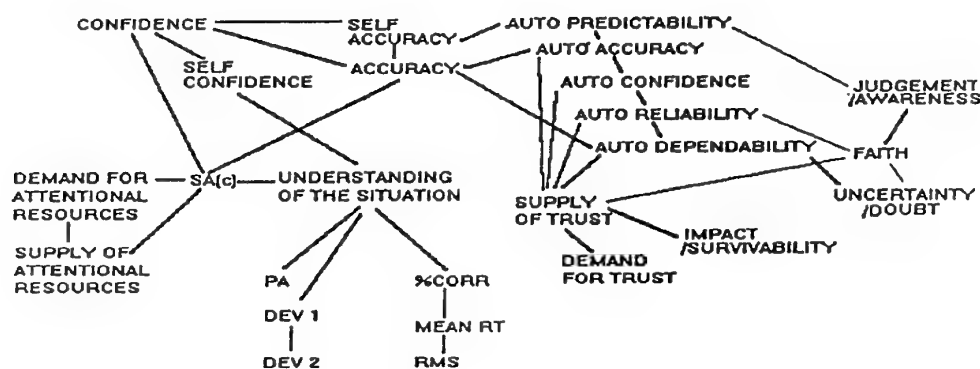 CONFIDENCE
SELF
ACCURACY
AUTO PREDICTABILITY
AUTO ACCURACY
SELF
CONFIDENCE
ACCURACY
AUTO CONFIDENCE
JUDGEMENT
/AWARENESS
AUTO RELIABILITY
AUTO DEPENDABILITY
FAITH
DEMAND FOR
ATTENTIONAL
RESOURCES
SA(c)
UNDERSTANDING
OF THE SITUATION
SUPPLY
OF TRUST
UNCERTAINTY
/DOUBT
SUPPLY OF
ATTENTIONAL
RESOURCES
IMPACT
/SURVIVABILITY
DEMAND
FOR TRUST
PA
%CORR
DEV 1
MEAN RT
DEV 2
RMS